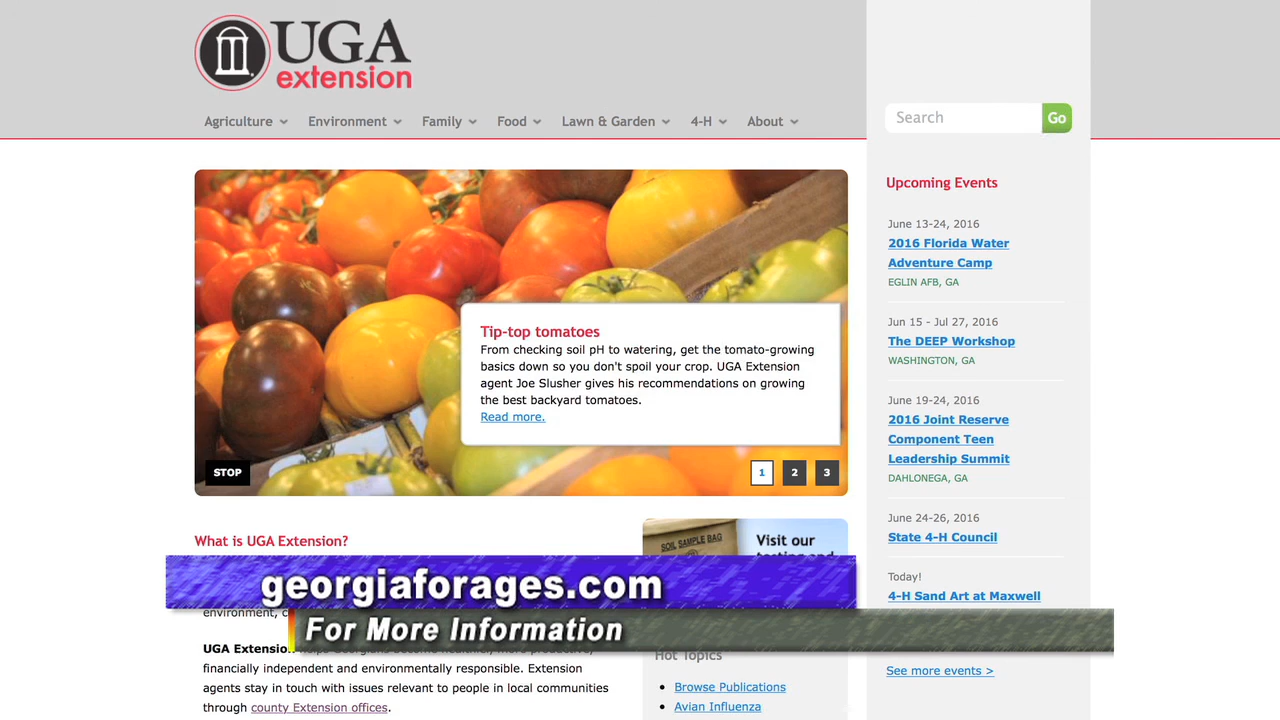 UGA
extension
Agriculture
Environment
Family
Food
Lawn & Garden
4-H
About
Search
Go
Tip-top tomatoes
From checking soil pH to watering, get the tomato-growing
basics down so you don't spoil your crop. UGA Extension
agent Joe Slusher gives his recommendations on growing
the best backyard tomatoes.
Read more.
STOP
1
2
3
Upcoming Events
June 13-24, 2016
2016 Florida Water
Adventure Camp
EGLIN AFB, GA
Jun 15 - Jul 27, 2016
The DEEP Workshop
WASHINGTON, GA
June 19-24, 2016
2016 Joint Reserve
Component Teen
Leadership Summit
DAHLONEGA, GA
June 24-26, 2016
State 4-H Council
Today!
4-H Sand Art at Maxwell
See more events >
What is UGA Extension?
environment,
UGA Extension
financially independent and environmentally responsible. Extension
agents stay in touch with issues relevant to people in local communities
through county Extension offices.
SOIL SAMPLE BAG
Visit our
Hot Topics
Browse Publications
Avian Influenza
georgiaforages.com
For More Information